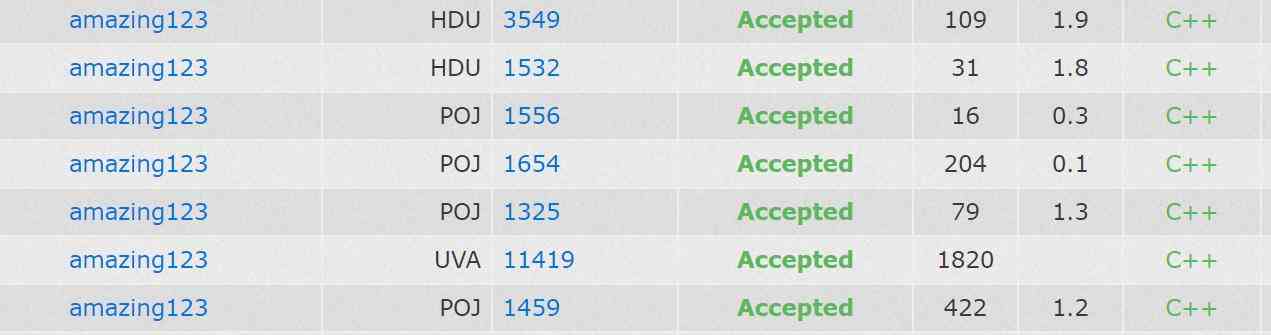 amazing123 HDU 3549 Accepted 109 1.9 C++
amazing123 HDU 1532 Accepted 31 1.8 C++
amazing123 POJ 1556 Accepted 16 0.3 C++
amazing123 POJ 1654 Accepted 204 0.1 C++
amazing123 POJ 1325 Accepted 79 1.3 C++
amazing123 UVA 11419 Accepted 1820 C++
amazing123 POJ 1459 Accepted 422 1.2 C++